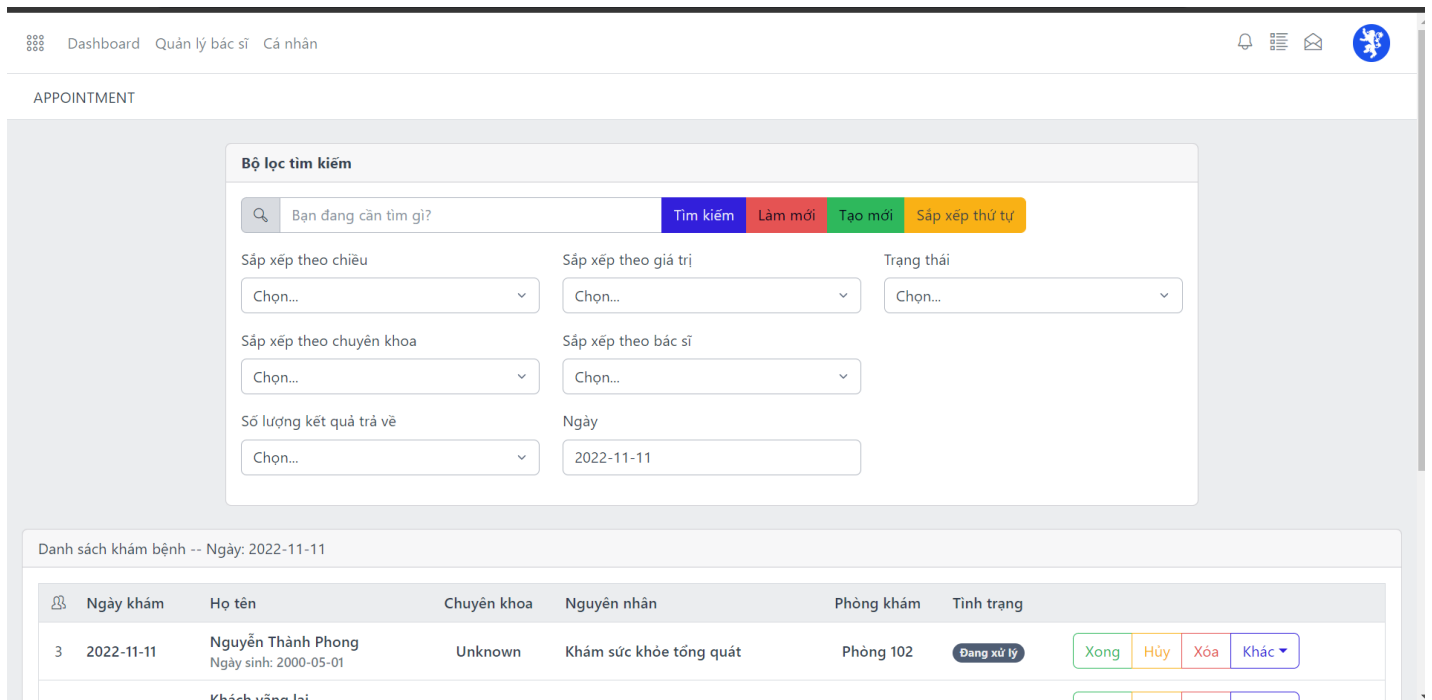 Dashboard Quản lý bác sĩ Cá nhân
APPOINTMENT
Bộ lọc tìm kiếm
Bạn đang cần tìm gì? Tìm kiếm Làm mới Tạo mới Sắp xếp thứ tự
Sắp xếp theo chiều Sắp xếp theo giá trị Trạng thái
Chọn... Chọn... Chọn...
Sắp xếp theo chuyên khoa Sắp xếp theo bác sĩ
Chọn... Chọn...
Số lượng kết quả trả về Ngày
Chọn... 2022-11-11
Danh sách khám bệnh -- Ngày: 2022-11-11
Ngày khám Họ tên Chuyên khoa Nguyên nhân Phòng khám Tình trạng
3 2022-11-11 Nguyễn Thành Phong Unknown Khám sức khỏe tổng quát Phòng 102 Đang xử lý Xong Hủy Xóa Khác
Ngày sinh: 2000-05-01
Khách vãng lai